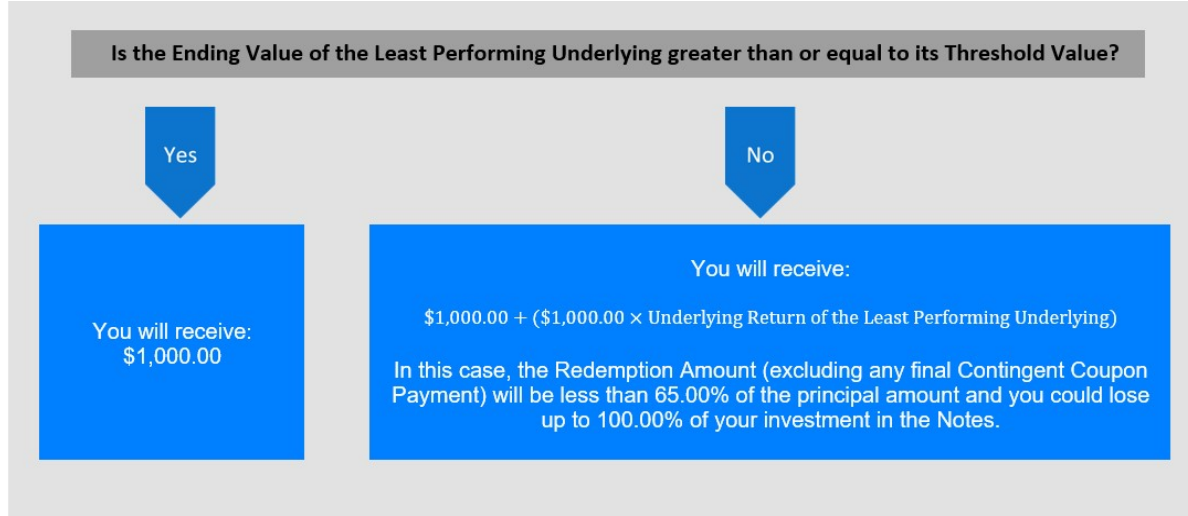 Is the Ending Value of the Least Performing Underlying greater than or equal to its Threshold Value?
Yes
No
You will receive:
$1,000.00
You will receive:
$1,000.00 + ($1,000.00 × Underlying Return of the Least Performing Underlying)
In this case, the Redemption Amount (excluding any final Contingent Coupon
Payment) will be less than 65.00% of the principal amount and you could lose
up to 100.00% of your investment in the Notes.